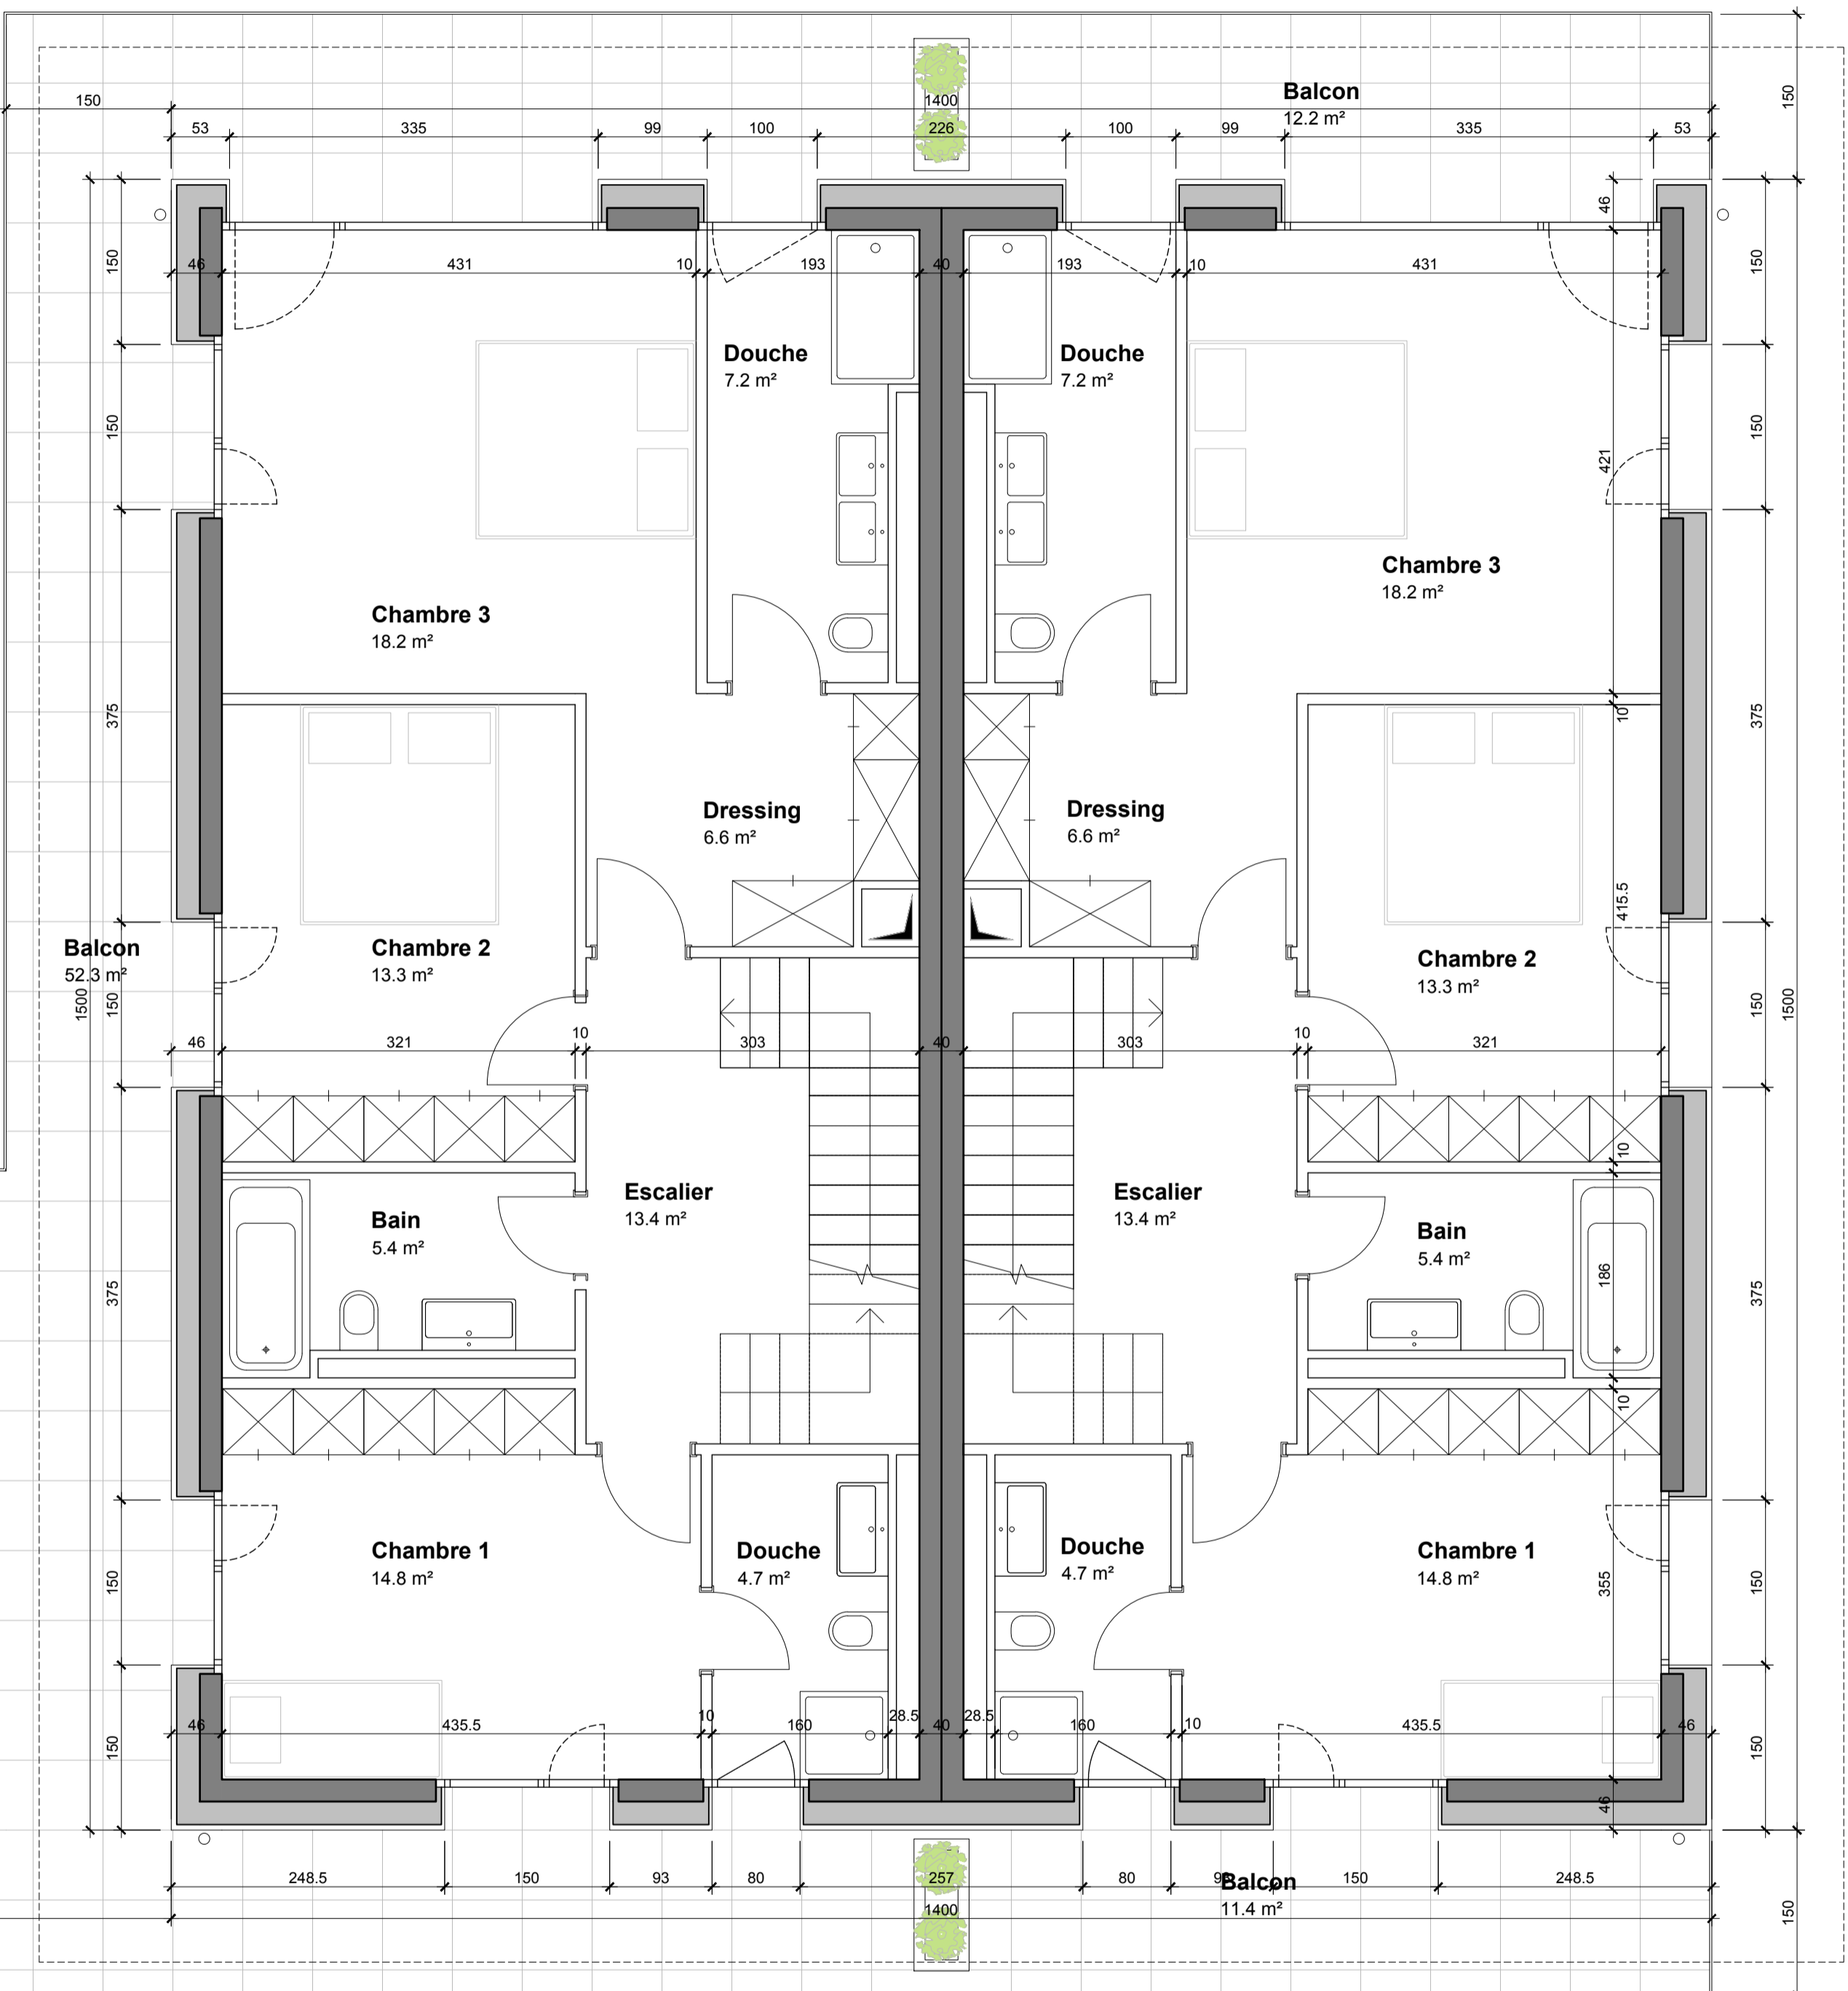 Balcon
12.2 m²
150
1400
150
53
335
99
100
226
100
99
335
53
46
150
150
46
431
10
193
40
193
10
431
Douche
7.2 m²
Douche
7.2 m²
150
150
421
Chambre 3
18.2 m²
Chambre 3
18.2 m²
375
10
375
Dressing
6.6 m²
Dressing
6.6 m²
415.5
Balcon
52.3 m²
Chambre 2
13.3 m²
Chambre 2
13.3 m²
1500
150
150
1500
46
321
10
303
40
303
10
321
10
Escalier
13.4 m²
Escalier
13.4 m²
Bain
5.4 m²
Bain
5.4 m²
375
186
375
10
Chambre 1
14.8 m²
Douche
4.7 m²
Douche
4.7 m²
Chambre 1
14.8 m²
150
355
150
46
435.5
10
160
28.5
40
28.5
160
10
435.5
46
150
150
46
248.5
150
93
80
257
80
Balcon
11.4 m²
150
248.5
1400
150